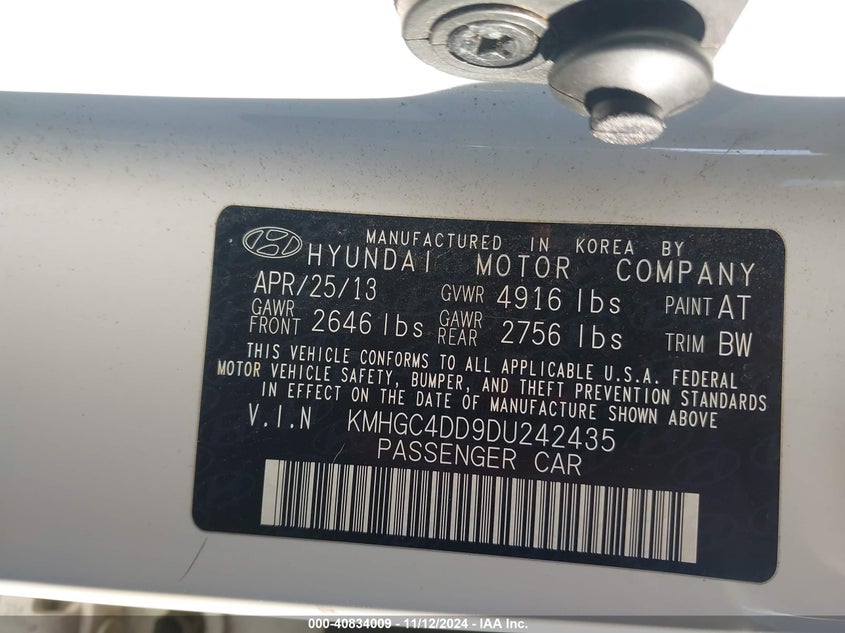 MANUFACTURED IN KOREA BY
HYUNDAI MOTOR COMPANY
APR/25/13 GVWR 4916 lbs PAINT AT
GAWR FRONT 2646 lbs GAWR REAR 2756 lbs TRIM BW
THIS VEHICLE CONFORMS TO ALL APPLICABLE U.S.A. FEDERAL
MOTOR VEHICLE SAFETY, BUMPER, AND THEFT PREVENTION STANDARDS
IN EFFECT ON THE DATE OF MANUFACTURE SHOWN ABOVE
V.I.N KMHGC4DD9DU242435
PASSENGER CAR
000-40834009 - 11/12/2024 - IAA Inc.